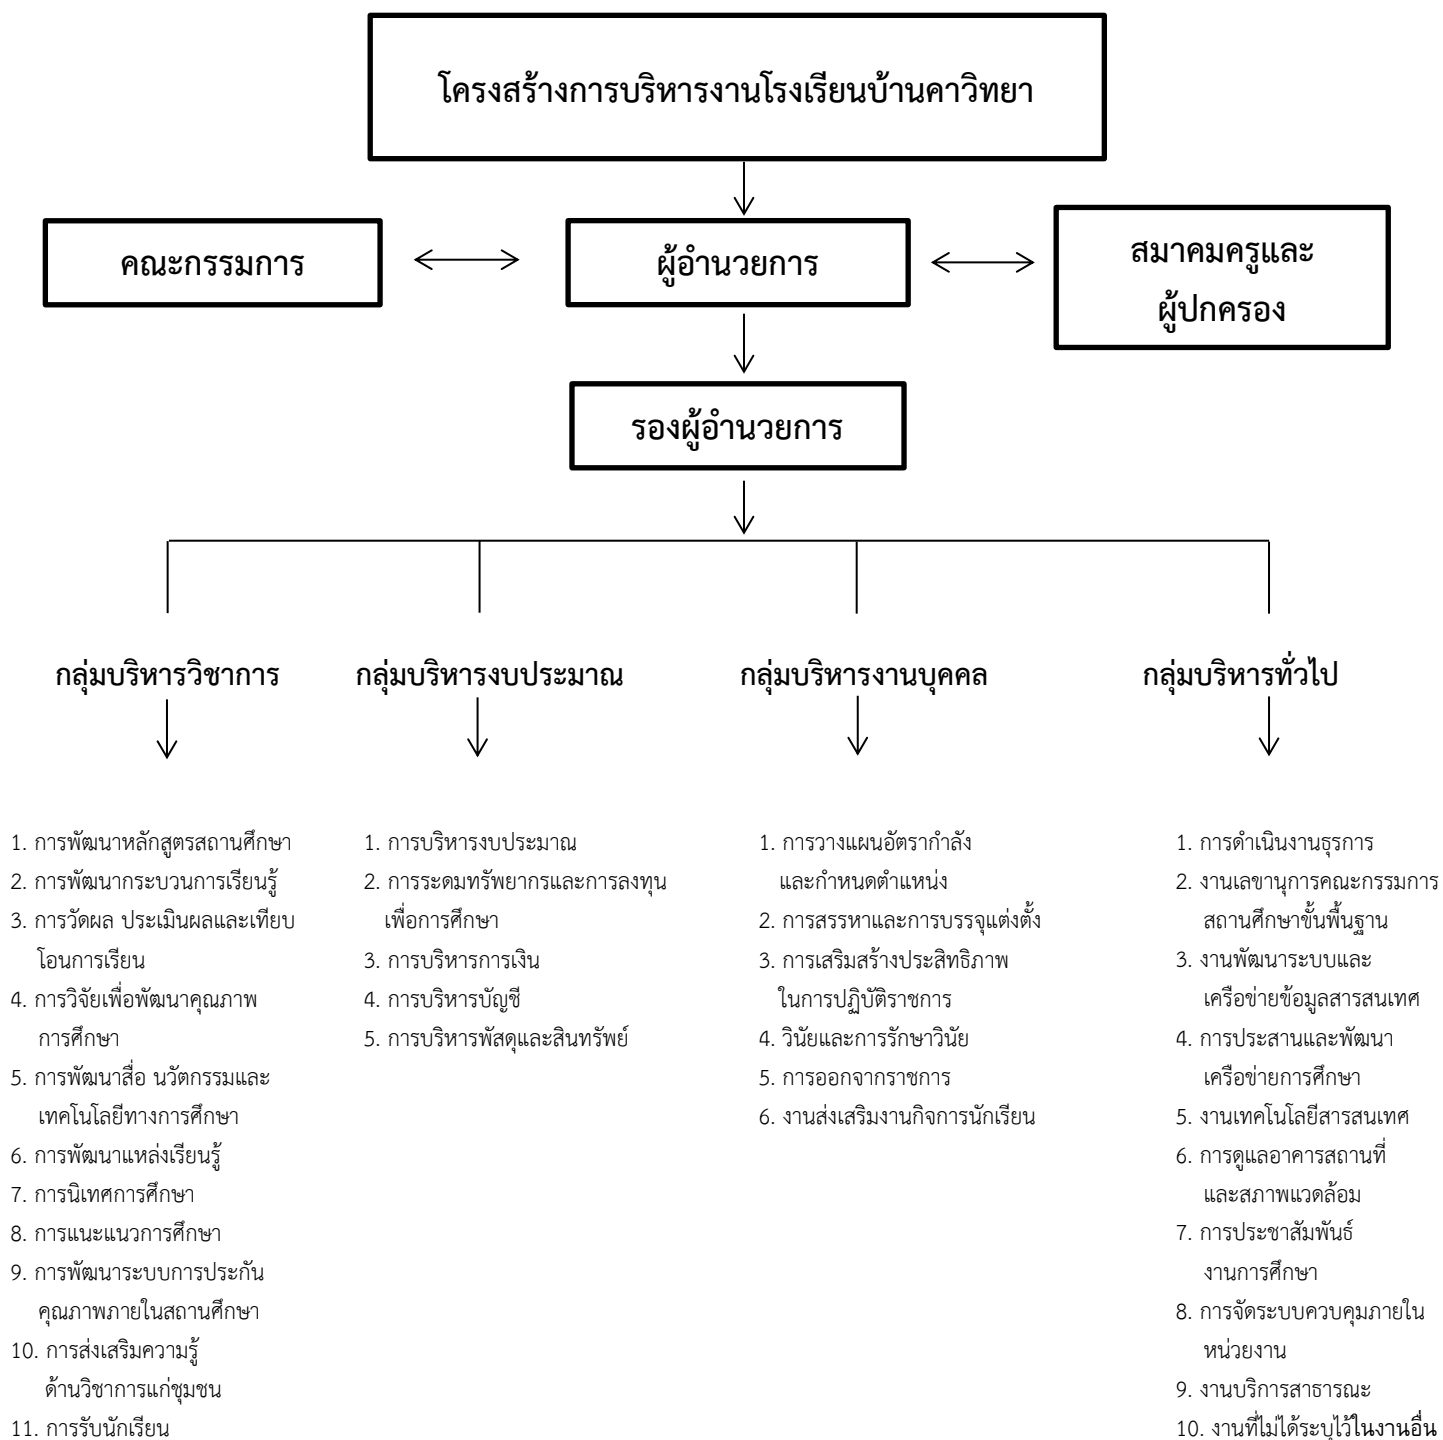 โครงสร้างการบริหารงานโรงเรียนบ้านคาวิทยา
คณะกรรมการ
ผู้อำนวยการ
สมาคมครูและ
ผู้ปกครอง
รองผู้อำนวยการ
กลุ่มบริหารวิชาการ
กลุ่มบริหารงบประมาณ
กลุ่มบริหารงานบุคคล
กลุ่มบริหารทั่วไป
1. การพัฒนาหลักสูตรสถานศึกษา
2. การพัฒนากระบวนการเรียนรู้
3. การวัดผล ประเมินผลและเทียบ
โอนการเรียน
4. การวิจัยเพื่อพัฒนาคุณภาพ
การศึกษา
5. การพัฒนาสื่อ นวัตกรรมและ
เทคโนโลยีทางการศึกษา
6. การพัฒนาแหล่งเรียนรู้
7. การนิเทศการศึกษา
8. การแนะแนวการศึกษา
9. การพัฒนาระบบการประกัน
คุณภาพภายในสถานศึกษา
10. การส่งเสริมความรู้
ด้านวิชาการแก่ชุมชน
11. การรับนักเรียน
1. การบริหารงบประมาณ
2. การระดมทรัพยากรและการลงทุน
เพื่อการศึกษา
3. การบริหารการเงิน
4. การบริหารบัญชี
5. การบริหารพัสดุและสินทรัพย์
1. การวางแผนอัตรากำลัง
และกำหนดตำแหน่ง
2. การสรรหาและการบรรจุแต่งตั้ง
3. การเสริมสร้างประสิทธิภาพ
ในการปฏิบัติราชการ
4. วินัยและการรักษาวินัย
5. การออกจากราชการ
6. งานส่งเสริมงานกิจการนักเรียน
1. การดำเนินงานธุรการ
2. งานเลขานุการคณะกรรมการ
สถานศึกษาขั้นพื้นฐาน
3. งานพัฒนาระบบและ
เครือข่ายข้อมูลสารสนเทศ
4. การประสานและพัฒนา
เครือข่ายการศึกษา
5. งานเทคโนโลยีสารสนเทศ
6. การดูแลอาคารสถานที่
และสภาพแวดล้อม
7. การประชาสัมพันธ์
งานการศึกษา
8. การจัดระบบควบคุมภายใน
หน่วยงาน
9. งานบริการสาธารณะ
10. งานที่ไม่ได้ระบุไว้ในงานอื่น